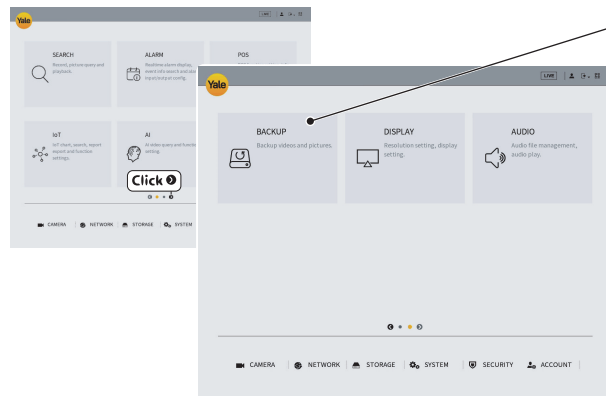 Yale
LIVE
SEARCH
Record, picture query and
playback.
ALARM
Realtime alarm display,
event info search and
input/output config.
POS
IoT
IoT chart, search, report
export and function
settings.
AI
AI video query and
setting.
Click
CAMERA NETWORK STORAGE SYSTEM
Yale
LIVE
BACKUP
Backup videos and pictures.
DISPLAY
Resolution setting, display
setting.
AUDIO
Audio file management,
audio play.
CAMERA NETWORK STORAGE SYSTEM SECURITY ACCOUNT